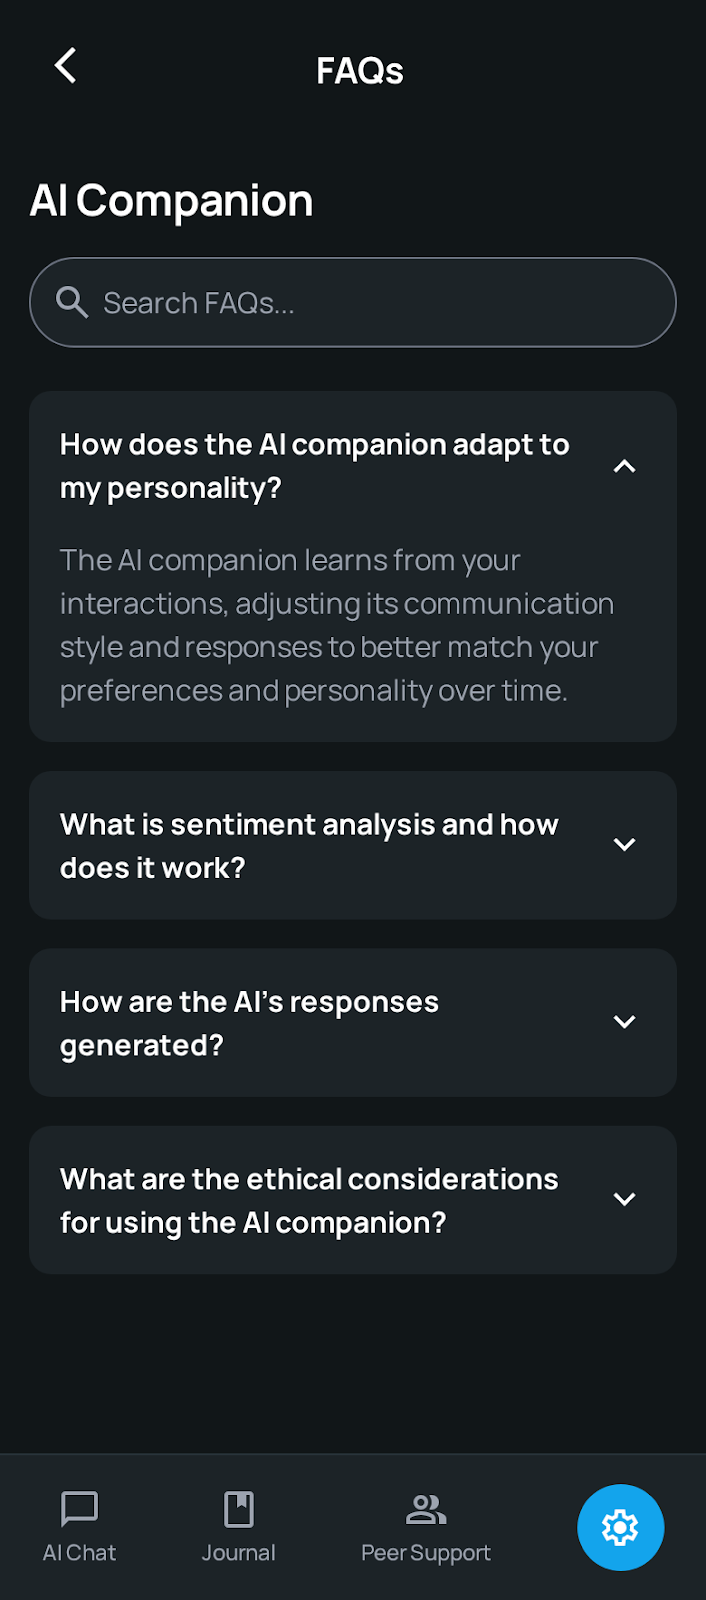 FAQs
AI Companion
Search FAQs...
How does the AI companion adapt to
my personality?
The AI companion learns from your
interactions, adjusting its communication
style and responses to better match your
preferences and personality over time.
What is sentiment analysis and how
does it work?
How are the AI's responses
generated?
What are the ethical considerations
for using the AI companion?
AI Chat
Journal
Peer Support